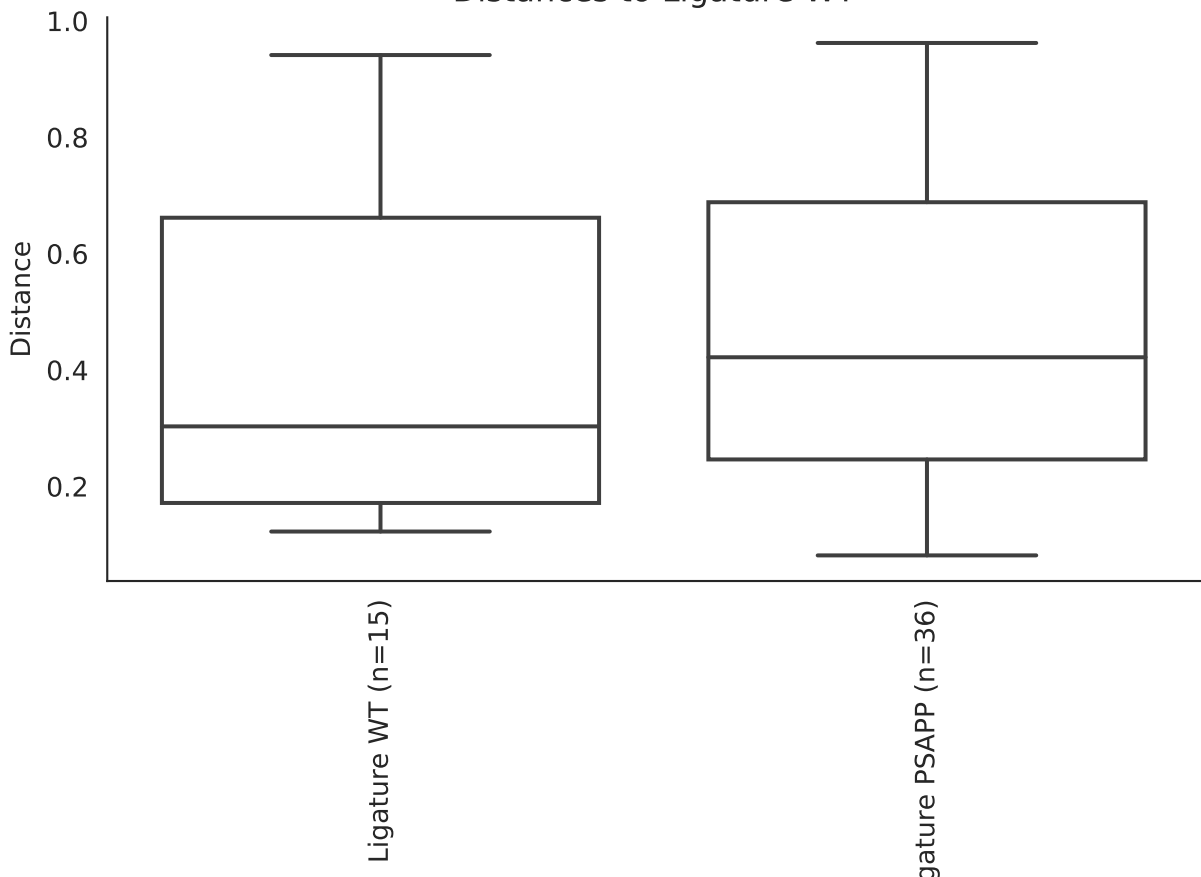 Distances to Ligature WT
1.0
0.8
0.6
0.4
0.2
Distance
Ligature WT (n=15)
gature PSAPP (n=36)